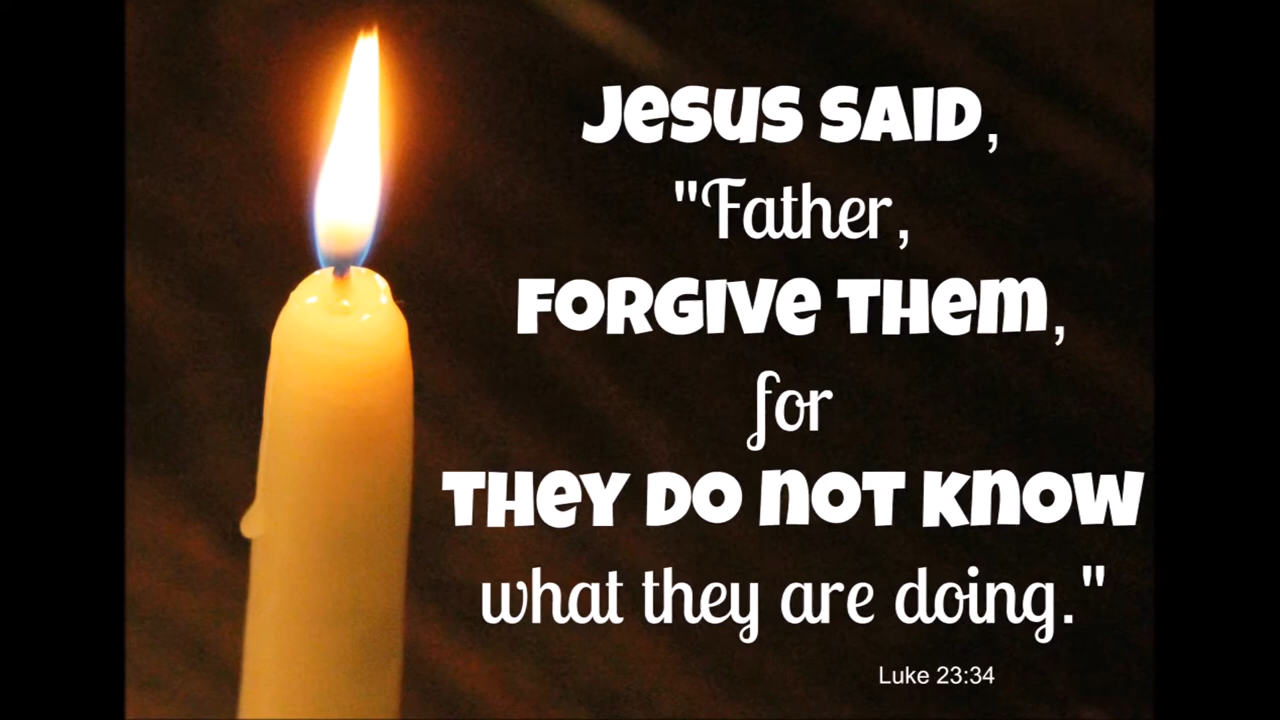 Jesus said,
"Father,
forgive them,
for
they do not know
what they are doing."
Luke 23:34